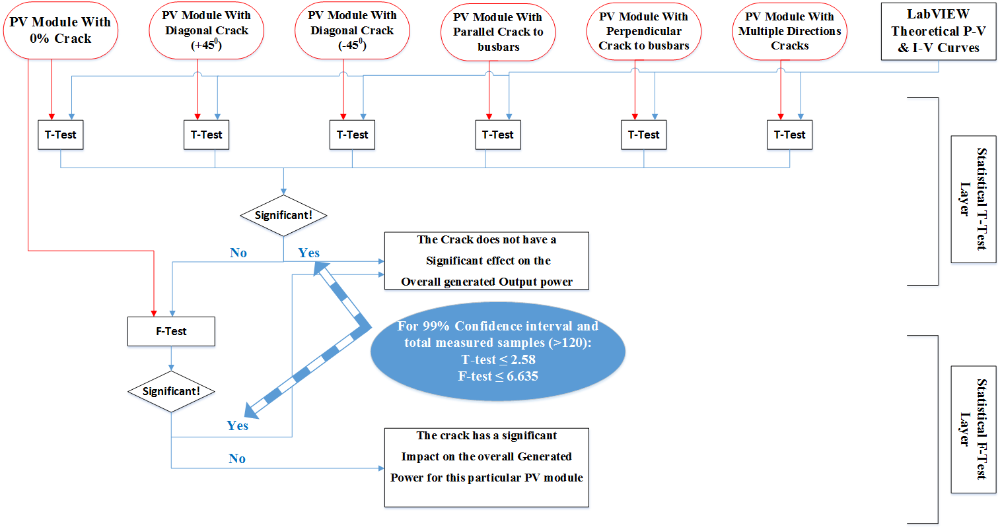 PV Module With
0% Crack
PV Module With
Diagonal Crack
(+45⁰)
PV Module With
Diagonal Crack
(-45⁰)
PV Module With
Parallel Crack to
busbars
PV Module With
Perpendicular
Crack to busbars
PV Module With
Multiple Directions
Cracks
LabVIEW
Theoretical P-V
& I-V Curves
T-Test
T-Test
T-Test
T-Test
T-Test
T-Test
Statistical T-Test
Layer
Significant!
No
Yes
The Crack does not have a
Significant effect on the
Overall generated Output power
F-Test
For 99% Confidence interval and
total measured samples (>120):
T-test ≤ 2.58
F-test ≤ 6.635
Significant!
Yes
No
The crack has a significant
Impact on the overall Generated
Power for this particular PV module
Statistical F-Test
Layer